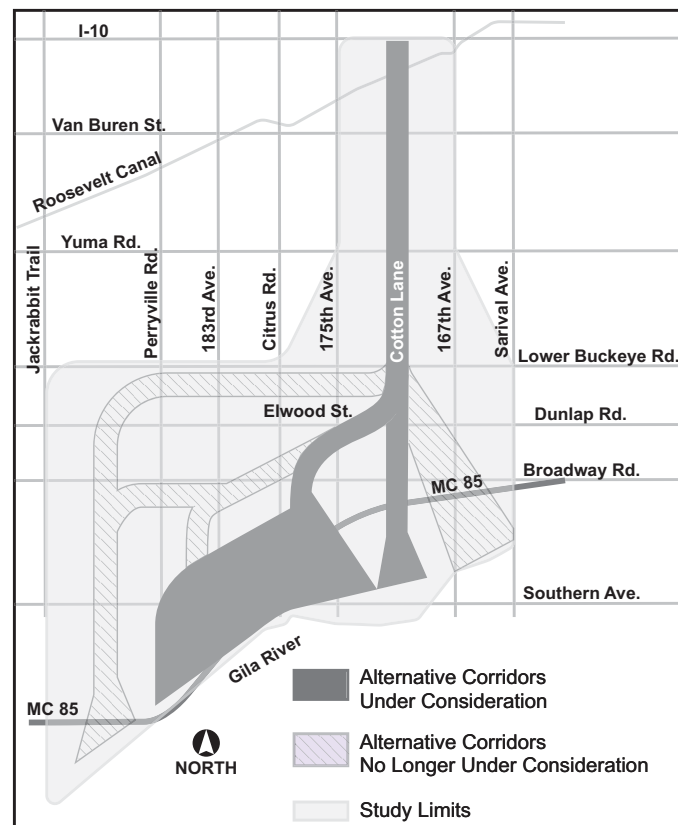 I-10
Van Buren St.
Roosevelt Canal
Yuma Rd.
Jackrabbit Trail
Perryville Rd.
183rd Ave.
Citrus Rd.
175th Ave.
Cotton Lane
167th Ave.
Sarival Ave.
Lower Buckeye Rd.
Elwood St.
Dunlap Rd.
Broadway Rd.
MC 85
Southern Ave.
Gila River
MC 85
NORTH
Alternative Corridors
Under Consideration
Alternative Corridors
No Longer Under Consideration
Study Limits